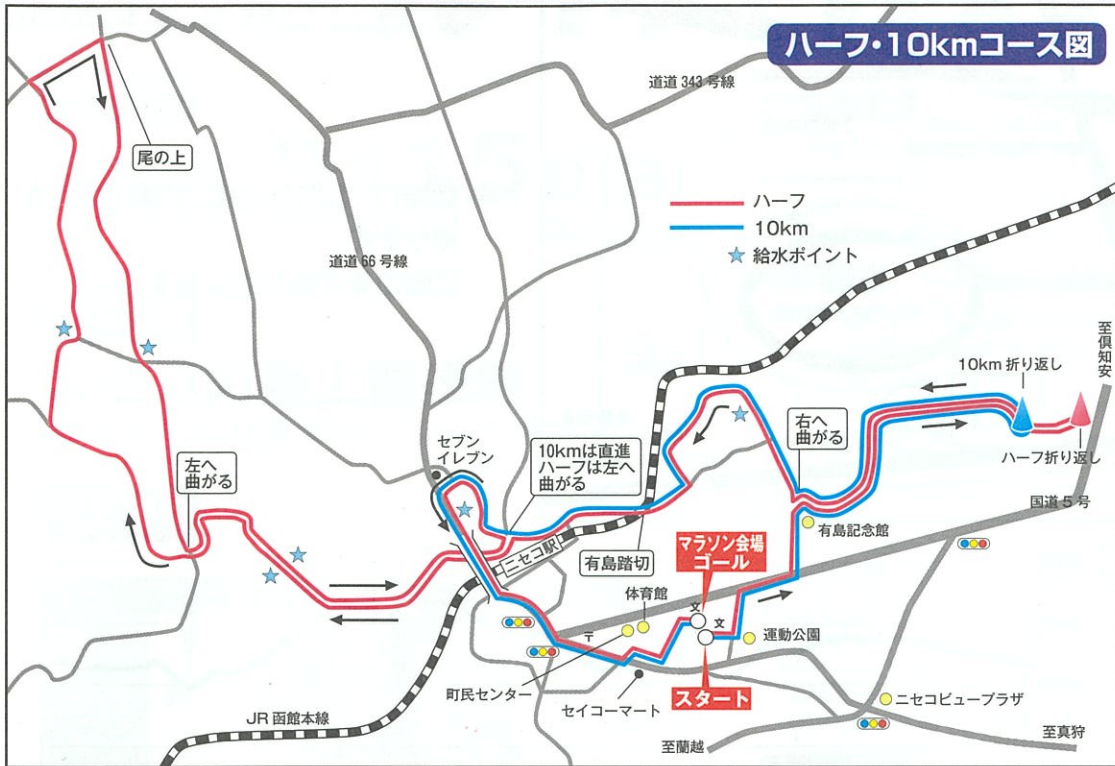 ハーフ・10kmコース図
道道 343 号線
尾の上
ハーフ
10km
給水ポイント
道道 66 号線
至倶知安
10km 折り返し
ハーフ折り返し
右へ
曲がる
セブン
イレブン
10kmは直進
ハーフは左へ
曲がる
左へ
曲がる
国道 5 号
有島記念館
ニセコ駅
有島踏切
マラソン会場
ゴール
体育館
文
文
〒
運動公園
町民センター
セイコーマート
スタート
ニセコビュープラザ
JR 函館本線
至蘭越
至真狩